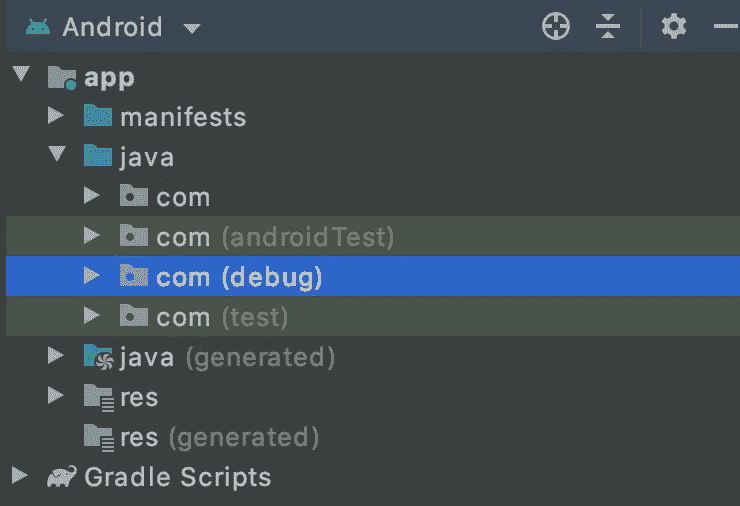 Android
app
manifests
java
com
com (androidTest)
com (debug)
com (test)
java (generated)
res
res (generated)
Gradle Scripts